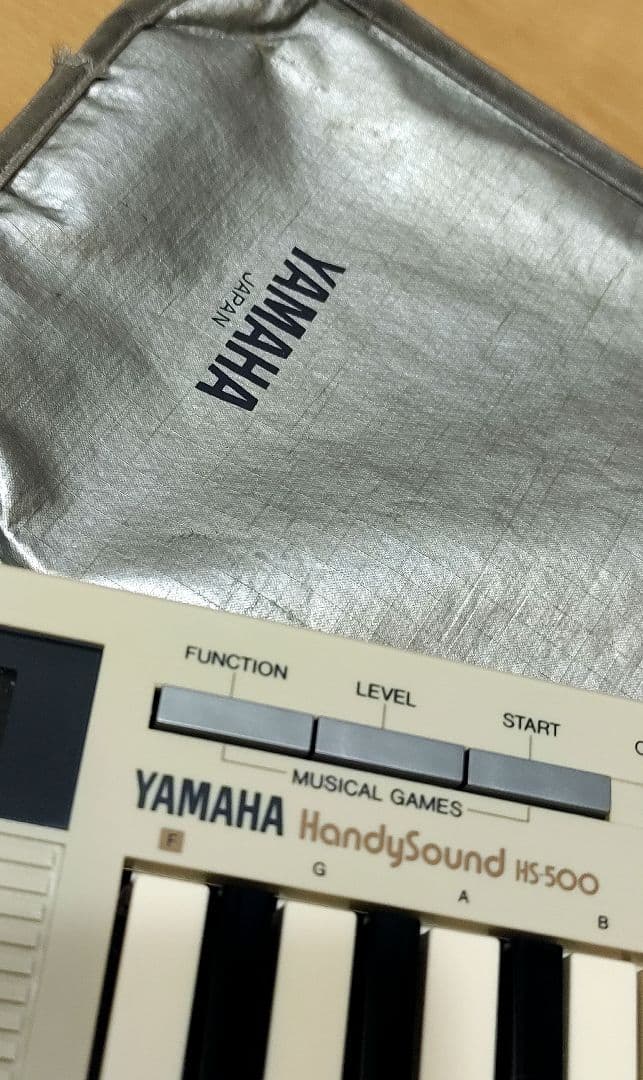 YAMAHA
JAPAN
FUNCTION
LEVEL
START
MUSICAL GAMES
YAMAHA HandySound HS-500
F
G
A
B